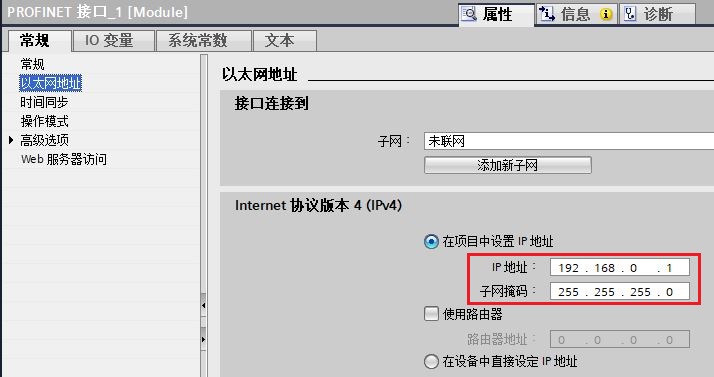 PROFINET 接口_1 [Module]
属性
信息
诊断
常规
IO 变量
系统常数
文本
常规
以太网地址
时间同步
操作模式
高级选项
Web 服务器访问
以太网地址
接口连接到
子网：
未联网
添加新子网
Internet 协议版本 4 (IPv4)
在项目中设置 IP 地址
IP 地址： 192 . 168 . 0 . 1
子网掩码： 255 . 255 . 255 . 0
使用路由器
路由器地址： 0 . 0 . 0 . 0
在设备中直接设定 IP 地址